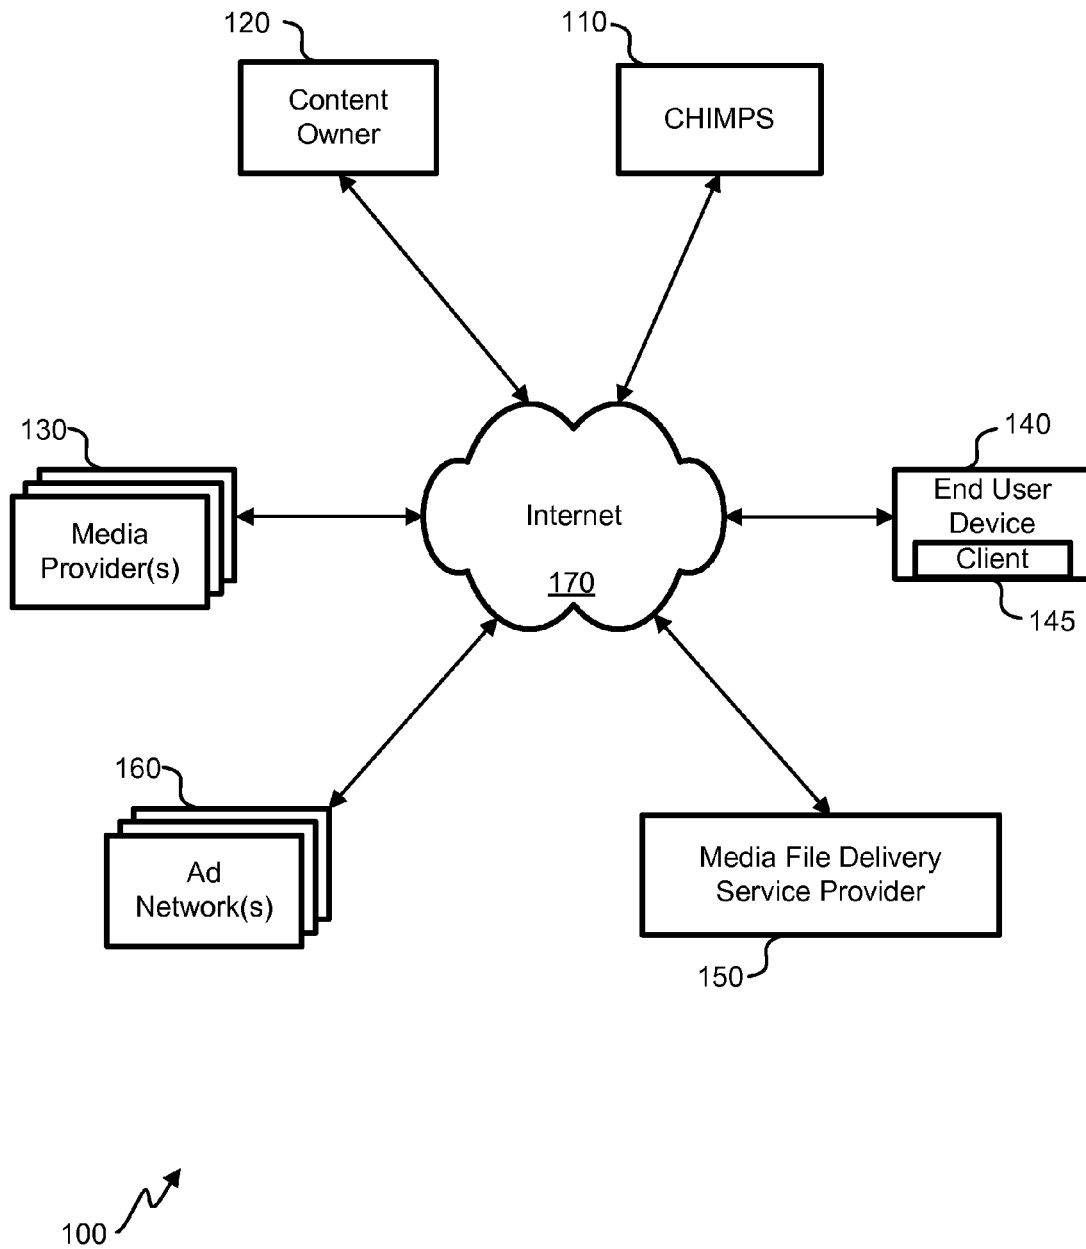 120
Content
Owner
110
CHIMPS
130
Media
Provider(s)
Internet
170
140
End User
Device
Client
145
160
Ad
Network(s)
Media File Delivery
Service Provider
150
100